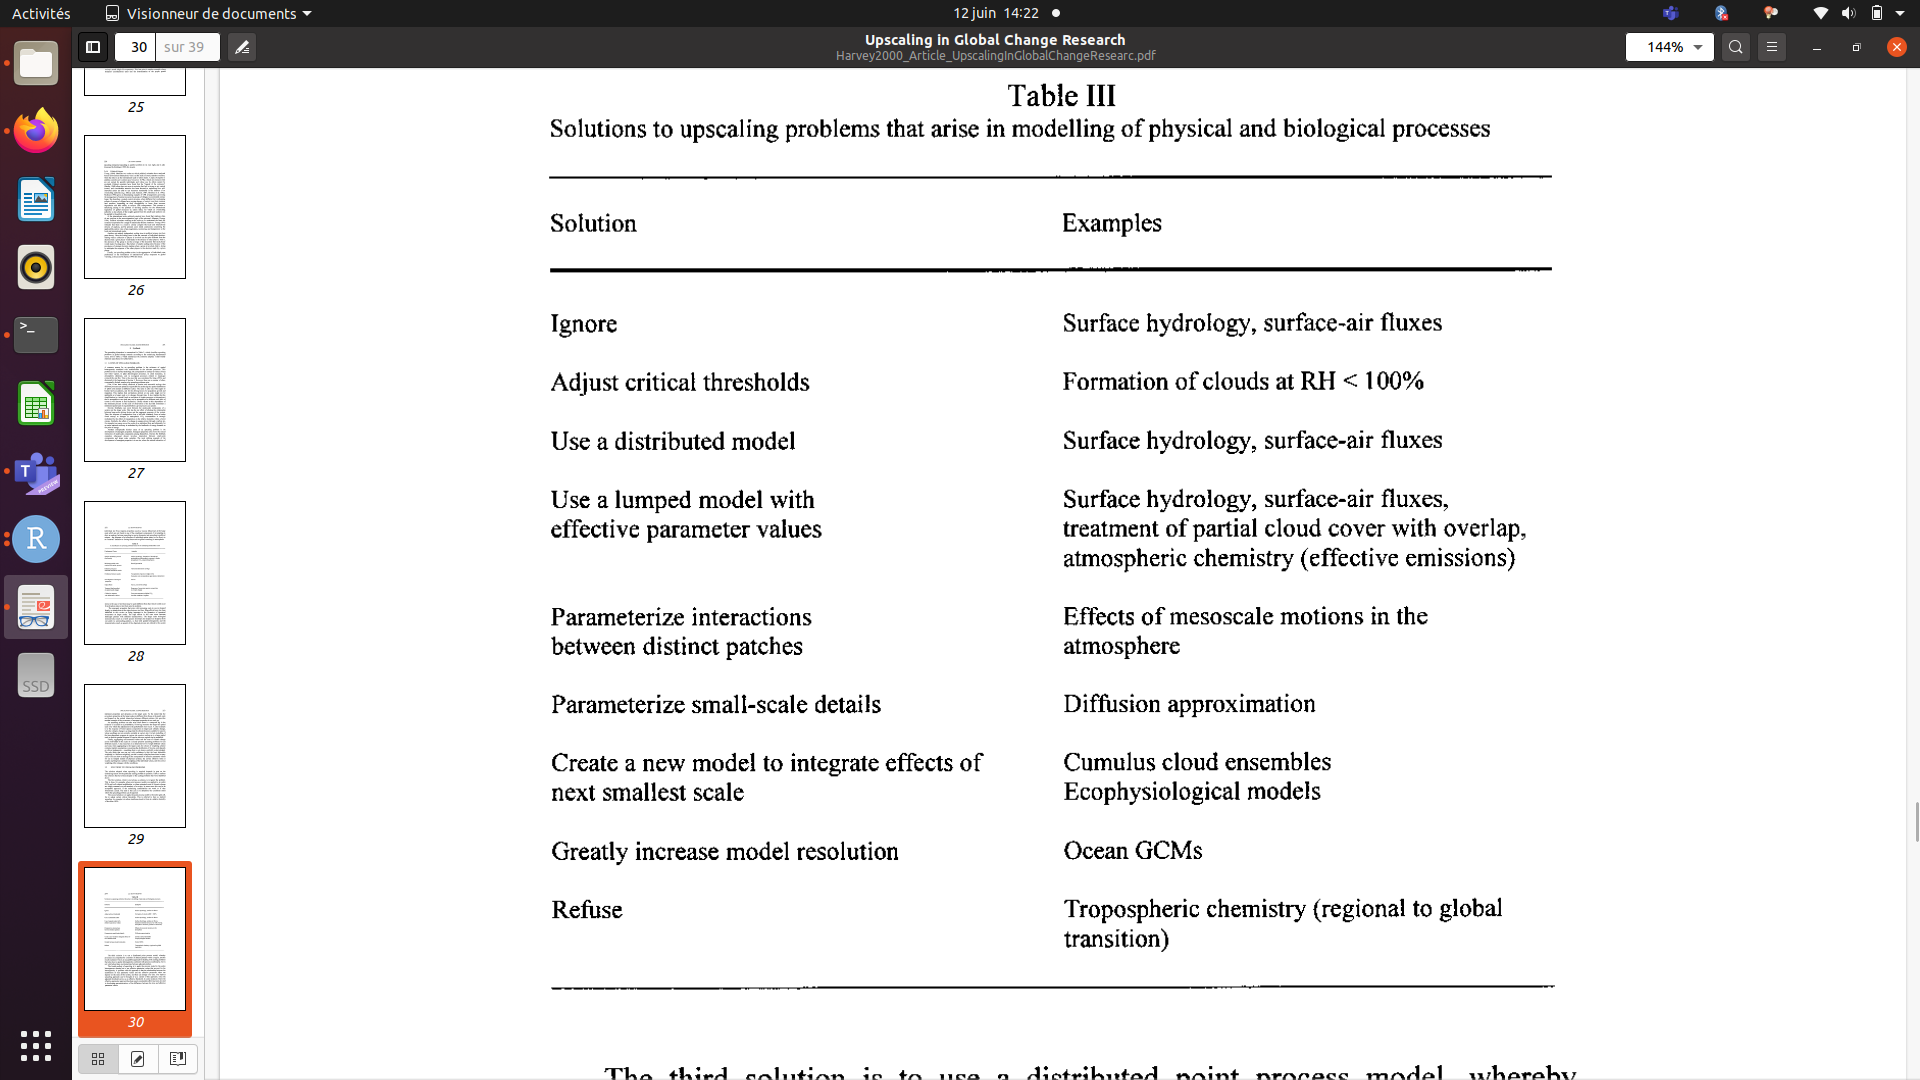 Activités
Visionneur de documents
12 juin 14:22
30 sur 39
Upscaling in Global Change Research
Harvey2000_Article_UpscalingInGlobalChangeResearc.pdf
144%
25
26
27
28
29
30
>_
T
PREVIEW
R
SSD
Table III
Solutions to upscaling problems that arise in modelling of physical and biological processes
Solution Examples
Ignore Surface hydrology, surface-air fluxes
Adjust critical thresholds Formation of clouds at RH < 100%
Use a distributed model Surface hydrology, surface-air fluxes
Use a lumped model with Surface hydrology, surface-air fluxes,
effective parameter values treatment of partial cloud cover with overlap,
atmospheric chemistry (effective emissions)
Parameterize interactions Effects of mesoscale motions in the
between distinct patches atmosphere
Parameterize small-scale details Diffusion approximation
Create a new model to integrate effects of Cumulus cloud ensembles
next smallest scale Ecophysiological models
Greatly increase model resolution Ocean GCMs
Refuse Tropospheric chemistry (regional to global
transition)
The third solution is to use a distributed point process model, whereby